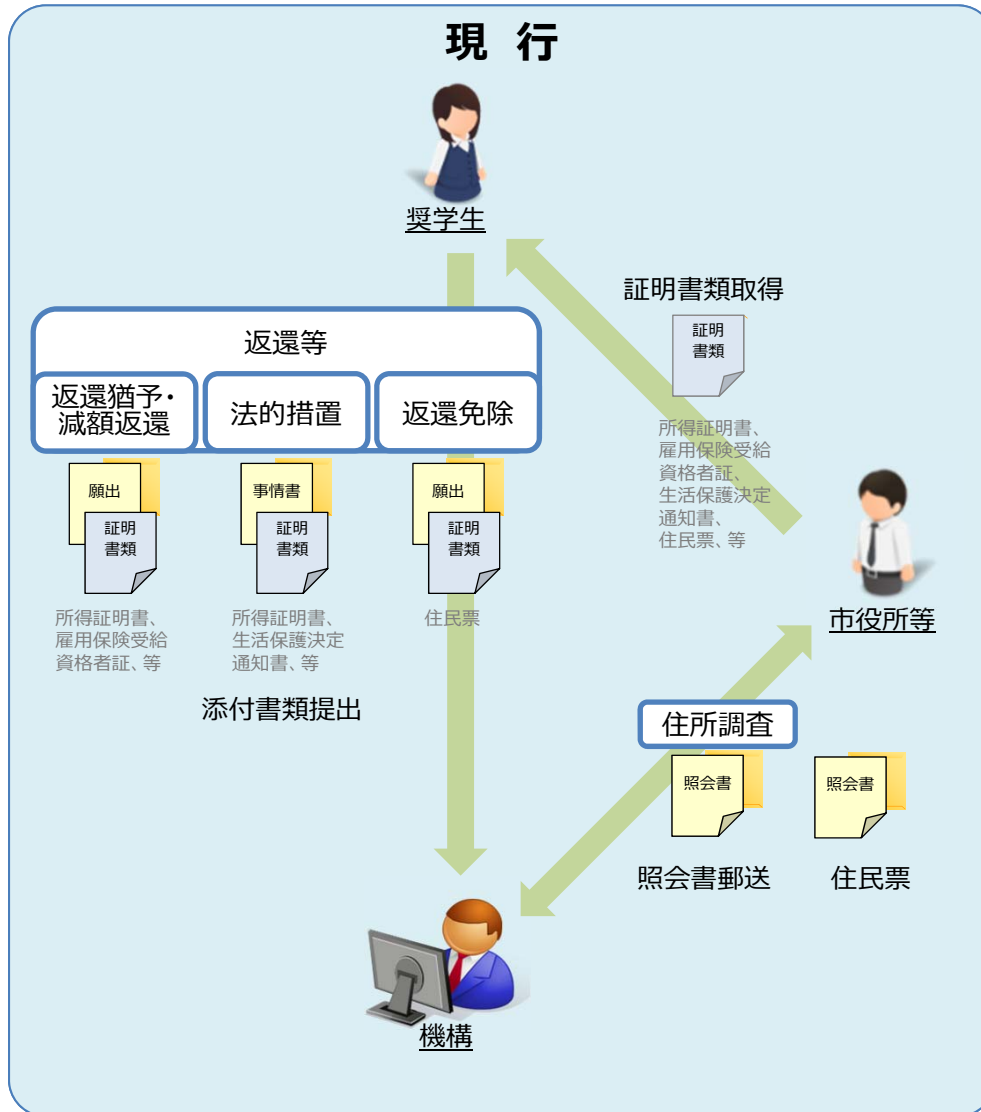 現 行
奨学生
証明書類取得
証明
書類
所得証明書、
雇用保険受給
資格者証、
生活保護決定
通知書、
住民票、等
市役所等
返還等
返還猶予・
減額返還
法的措置
返還免除
願出
証明
書類
事情書
証明
書類
願出
証明
書類
所得証明書、
雇用保険受給
資格者証、等
所得証明書、
生活保護決定
通知書、等
住民票
添付書類提出
住所調査
照会書
照会書
照会書郵送
住民票
機構